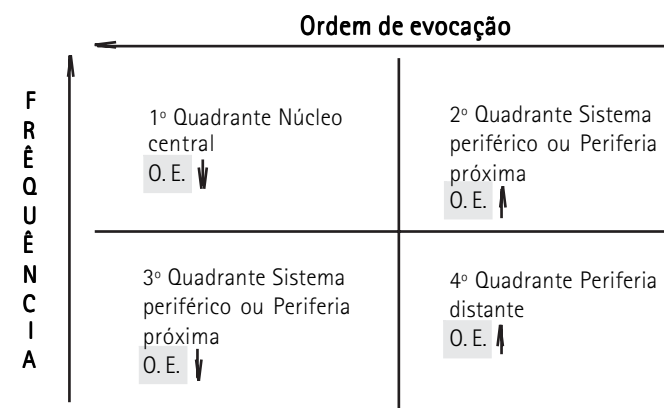 Ordem de evocação
F
R
Ê
Q
U
Ê
N
C
I
A
1º Quadrante Núcleo
central
O. E.
2º Quadrante Sistema
periférico ou Periferia
próxima
O. E.
3º Quadrante Sistema
periférico ou Periferia
próxima
O. E.
4º Quadrante Periferia
distante
O. E.